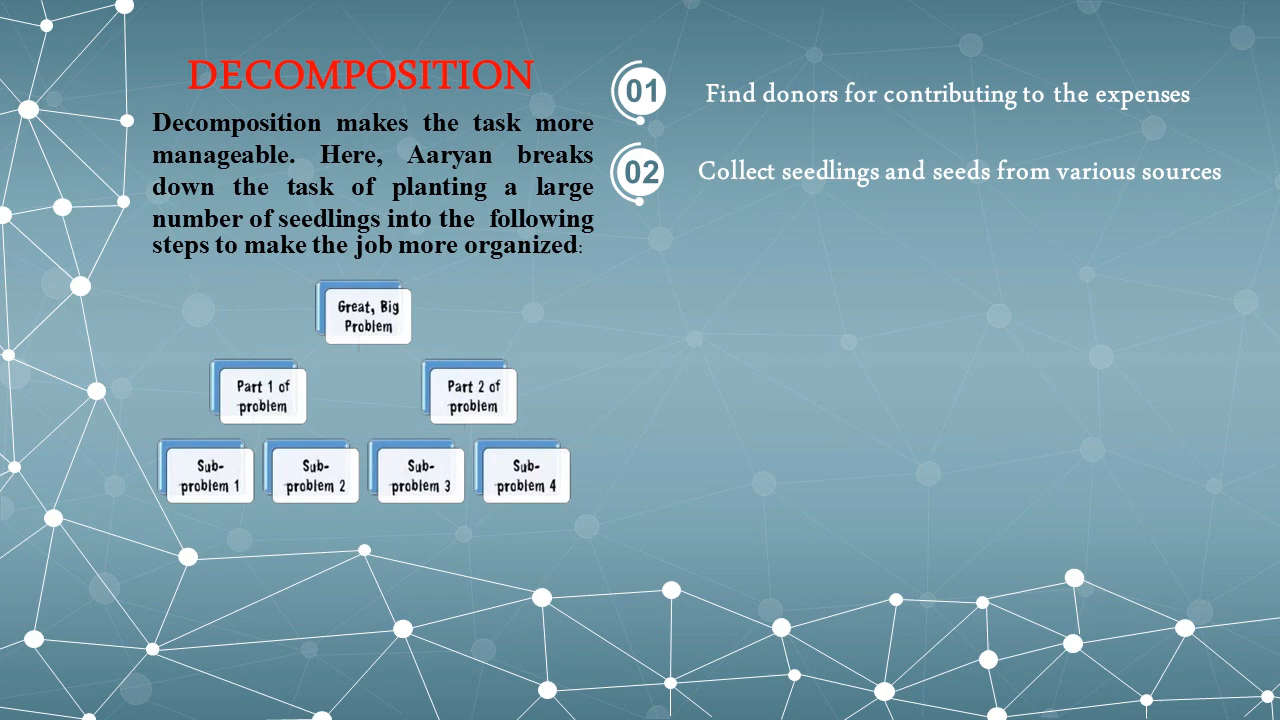 DECOMPOSITION
Decomposition makes the task more
manageable. Here, Aaryan breaks
down the task of planting a large
number of seedlings into the following
steps to make the job more organized:
Great, Big
Problem
Part 1 of
problem
Part 2 of
problem
Sub-
problem 1
Sub-
problem 2
Sub-
problem 3
Sub-
problem 4
01 Find donors for contributing to the expenses
02 Collect seedlings and seeds from various sources